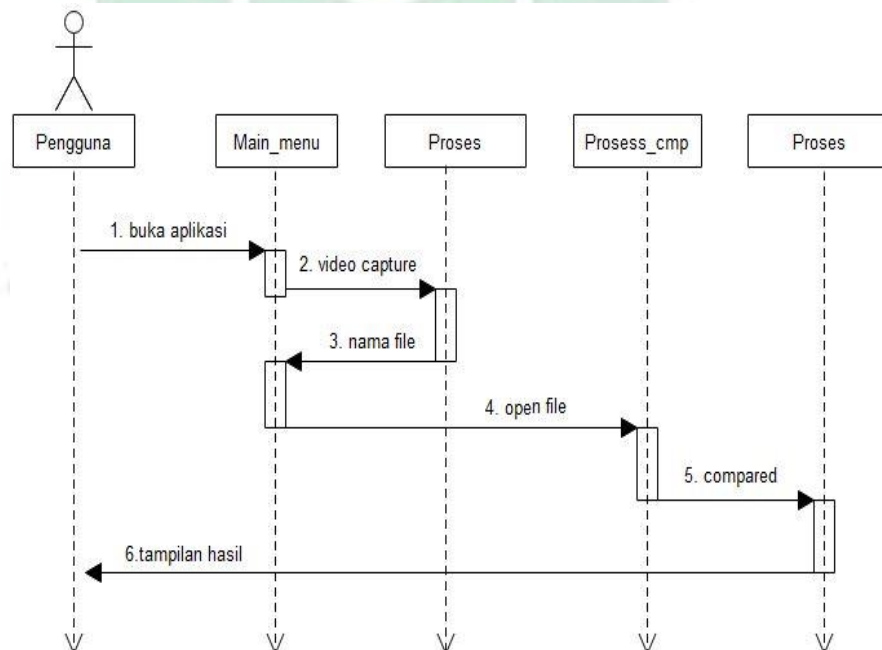 Pengguna
Main_menu
Proses
Prosess_cmp
Proses
1. buka aplikasi
2. video capture
3. nama file
4. open file
5. compared
6.tampilan hasil